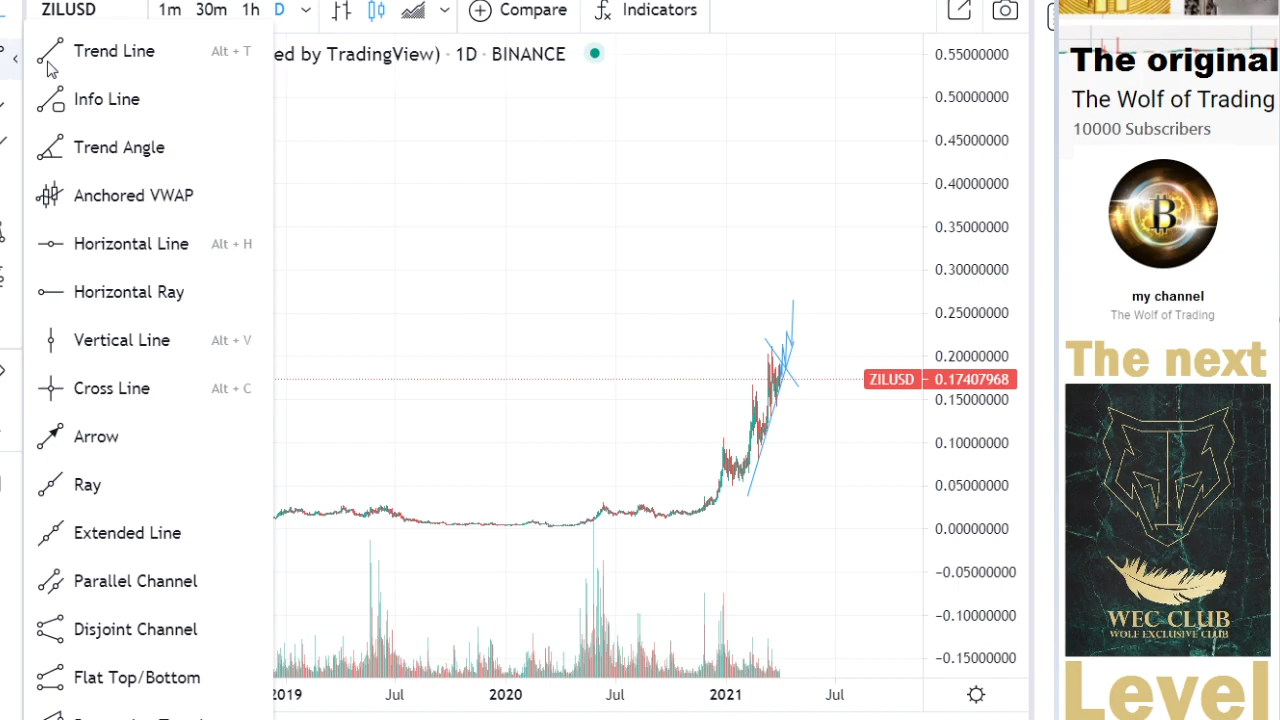 ZILUSD 1m 30m 1h D Compare Indicators
ed by TradingView) · 1D · BINANCE
Trend Line Alt + T
Info Line
Trend Angle
Anchored VWAP
Horizontal Line Alt + H
Horizontal Ray
Vertical Line Alt + V
Cross Line Alt + C
Arrow
Ray
Extended Line
Parallel Channel
Disjoint Channel
Flat Top/Bottom
0.55000000
0.50000000
0.45000000
0.40000000
0.35000000
0.30000000
0.25000000
0.20000000
ZILUSD 0.17407968
0.15000000
0.10000000
0.05000000
0.00000000
−0.05000000
−0.10000000
−0.15000000
2019 Jul 2020 Jul 2021 Jul
The original
The Wolf of Trading
10000 Subscribers
my channel
The Wolf of Trading
The next
WEC CLUB
WOLF EXCLUSIVE CLUB
Level